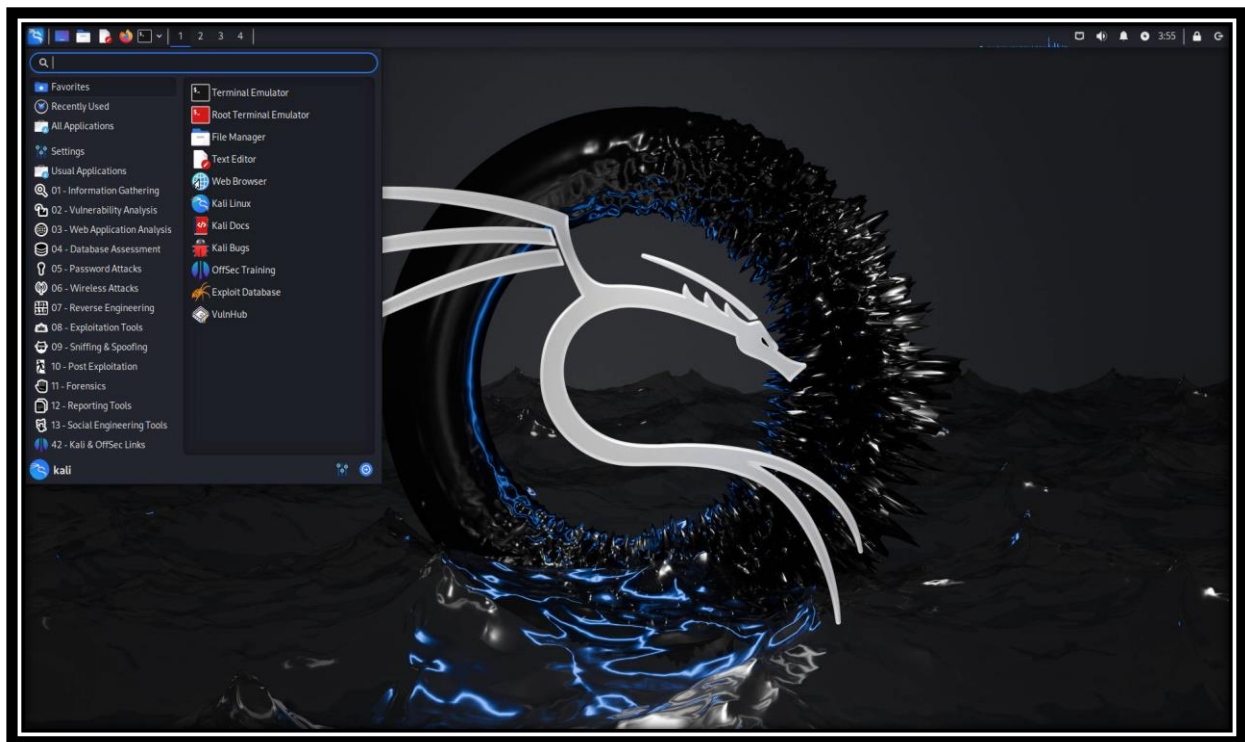 1 2 3 4
3:55
Favorites
Recently Used
All Applications
Settings
Usual Applications
01 - Information Gathering
02 - Vulnerability Analysis
03 - Web Application Analysis
04 - Database Assessment
05 - Password Attacks
06 - Wireless Attacks
07 - Reverse Engineering
08 - Exploitation Tools
09 - Sniffing & Spoofing
10 - Post Exploitation
11 - Forensics
12 - Reporting Tools
13 - Social Engineering Tools
42 - Kali & OffSec Links
Terminal Emulator
Root Terminal Emulator
File Manager
Text Editor
Web Browser
Kali Linux
Kali Docs
Kali Bugs
OffSec Training
Exploit Database
VulnHub
kali